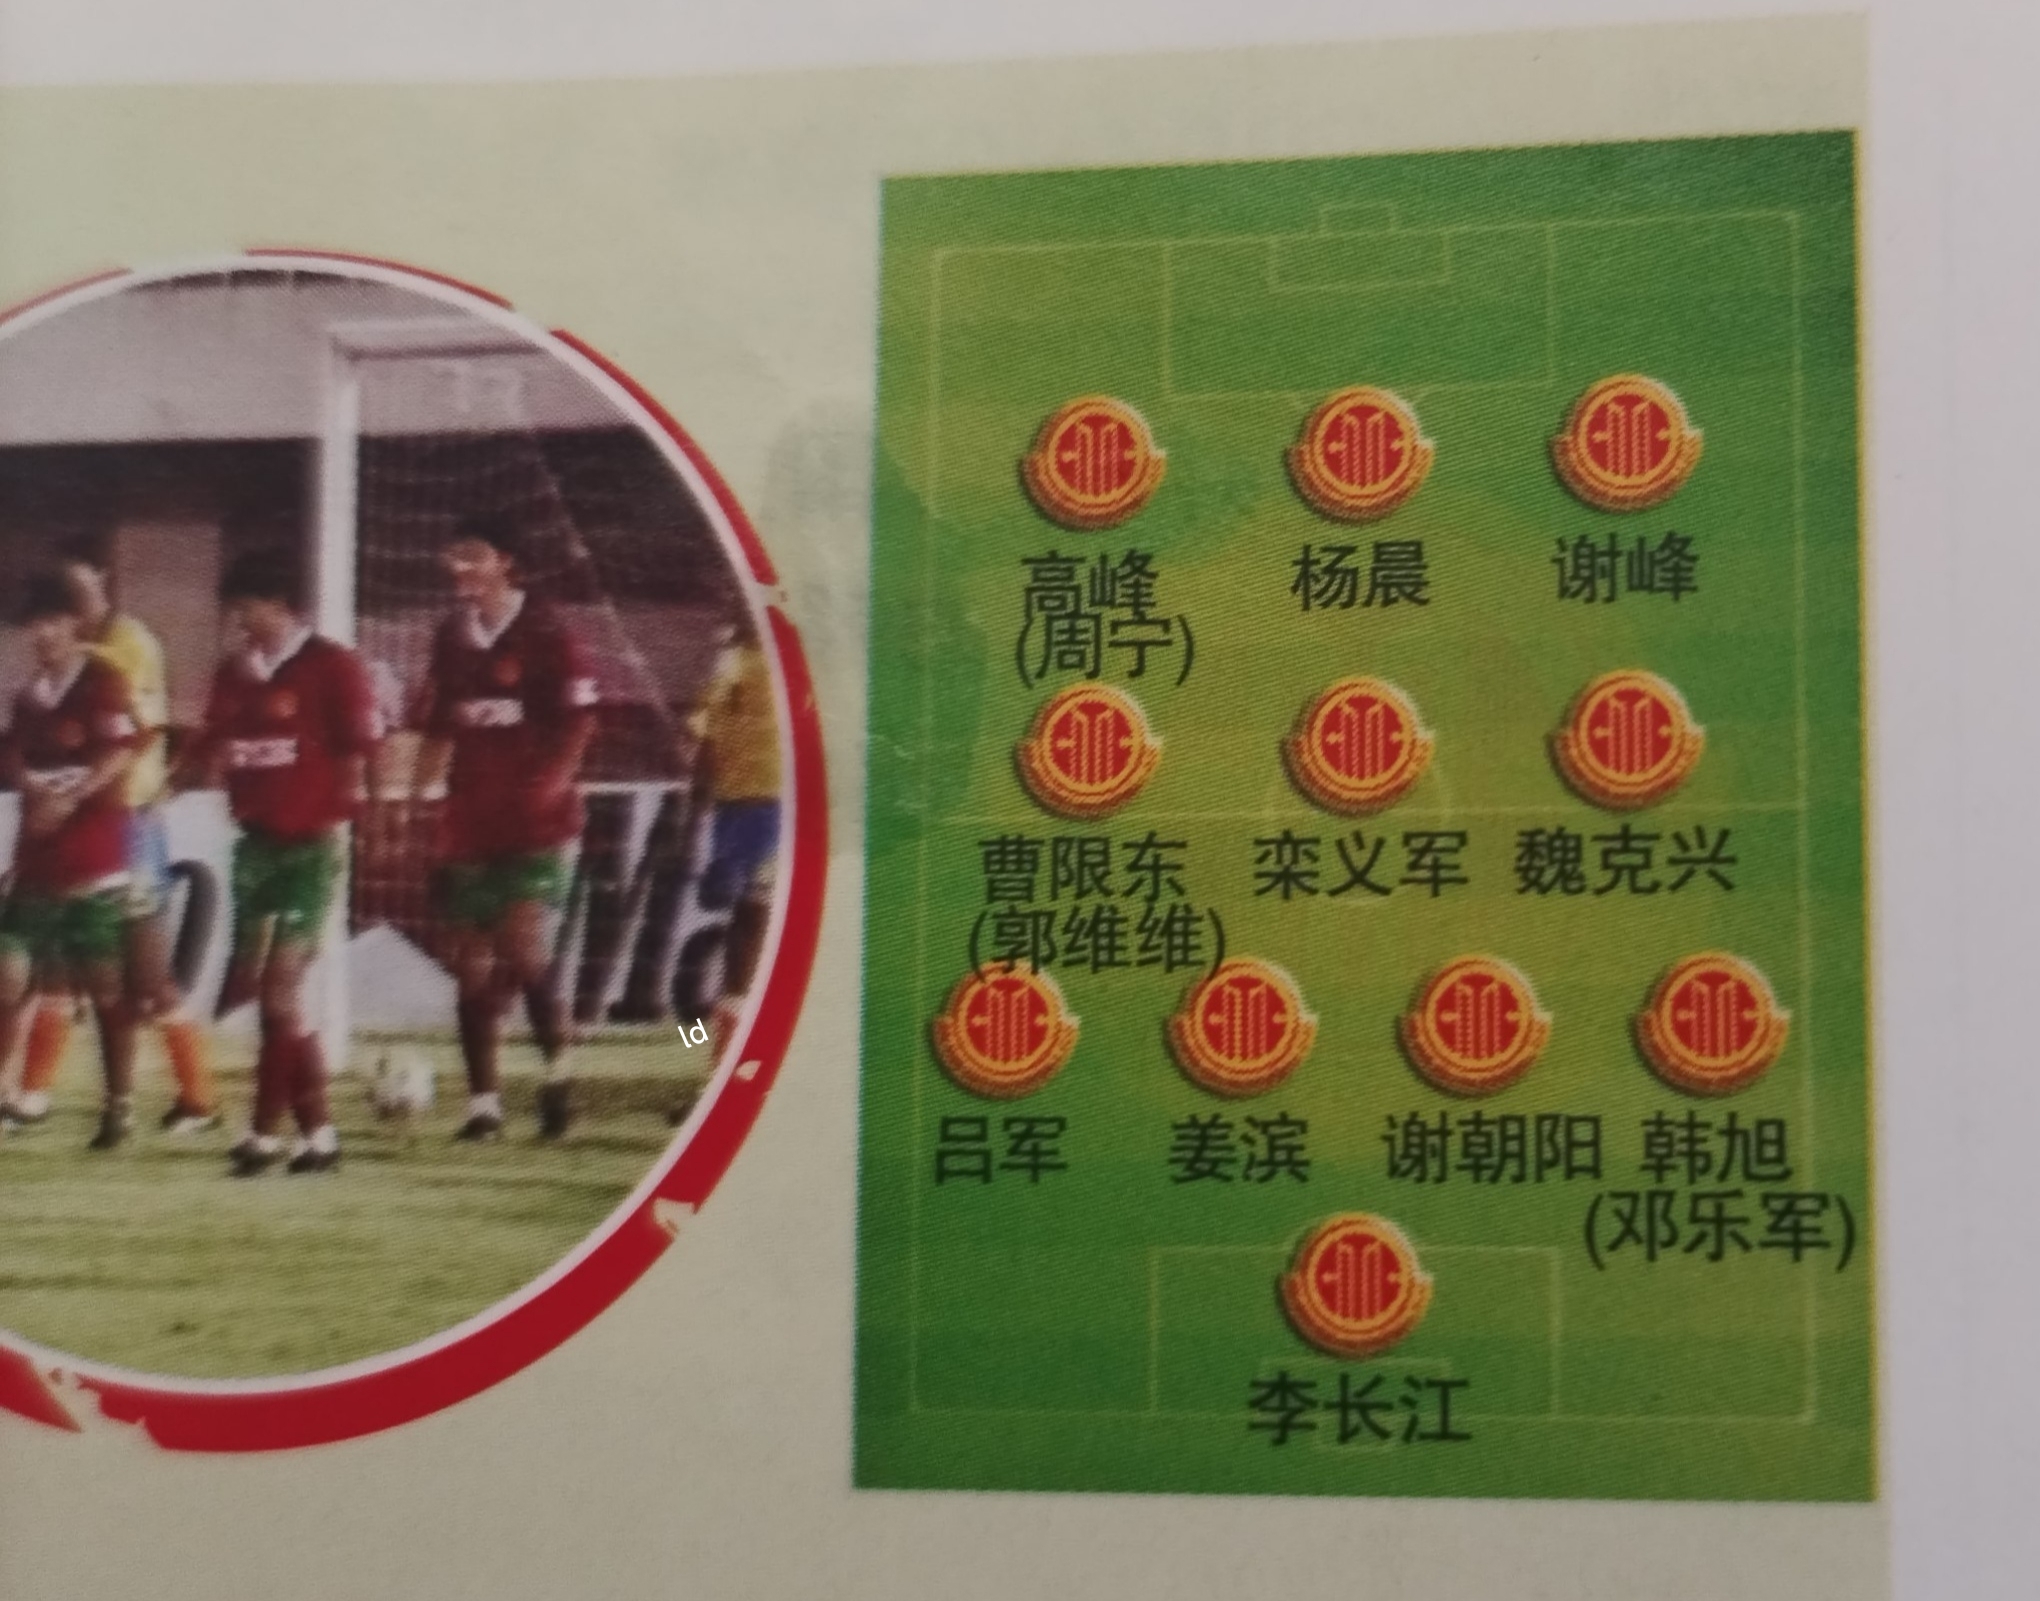 高峰 杨晨 谢峰
(周宁)
曹限东 栾义军 魏克兴
(郭维维)
吕军 姜滨 谢朝阳 韩旭
(邓乐军)
李长江
ld